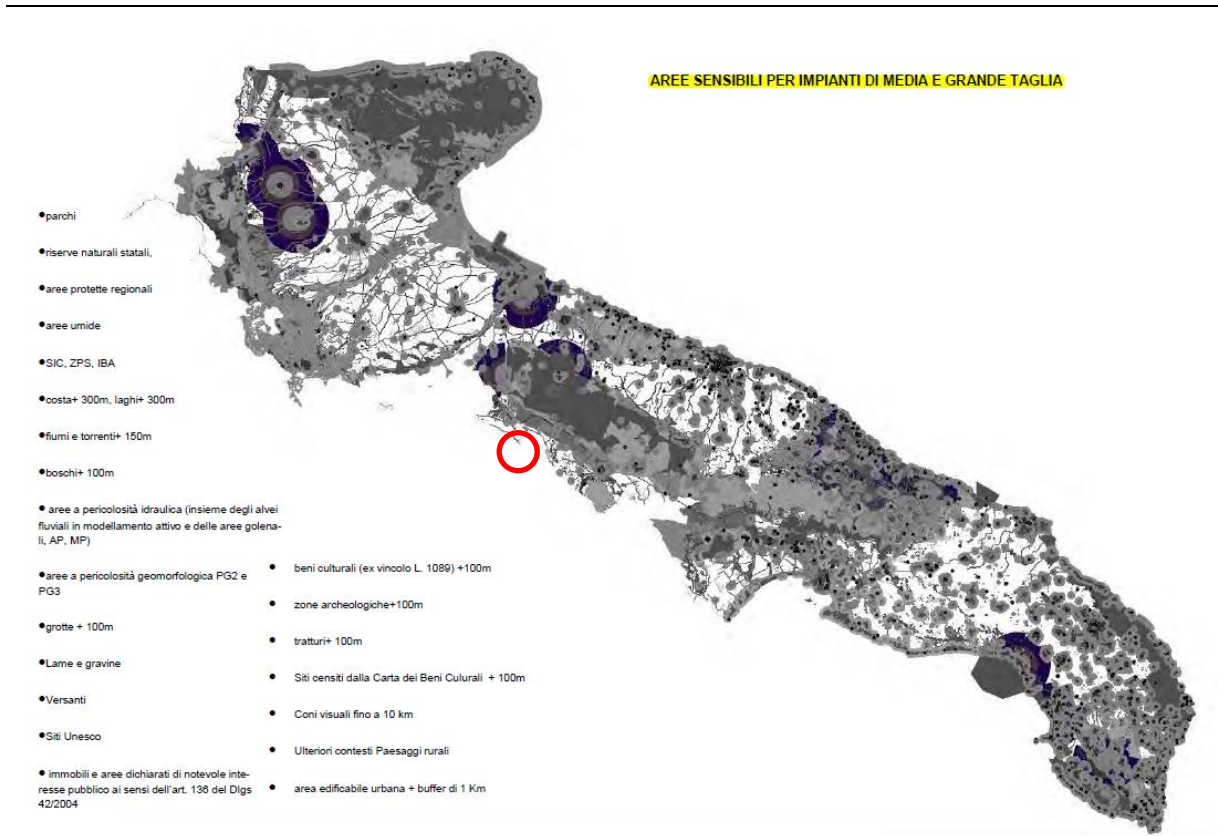 AREE SENSIBILI PER IMPIANTI DI MEDIA E GRANDE TAGLIA
●parchi
●riserve naturali statali,
●aree protette regionali
●aree umide
●SIC, ZPS, IBA
●costa+ 300m, laghi+ 300m
●fiumi e torrenti+ 150m
●boschi+ 100m
● aree a pericolosità idraulica (insieme degli alvei
fluviali in modellamento attivo e delle aree golena-
li, AP, MP)
●aree a pericolosità geomorfologica PG2 e
PG3
●grotte + 100m
●Lame e gravine
●Versanti
●Siti Unesco
● immobili e aree dichiarati di notevole inte-
resse pubblico ai sensi dell'art. 136 del Dlgs
42/2004
● beni culturali (ex vincolo L. 1089) +100m
● zone archeologiche+100m
● tratturi+ 100m
● Siti censiti dalla Carta dei Beni Culurali + 100m
● Coni visuali fino a 10 km
● Ulteriori contesti Paesaggi rurali
● area edificabile urbana + buffer di 1 Km